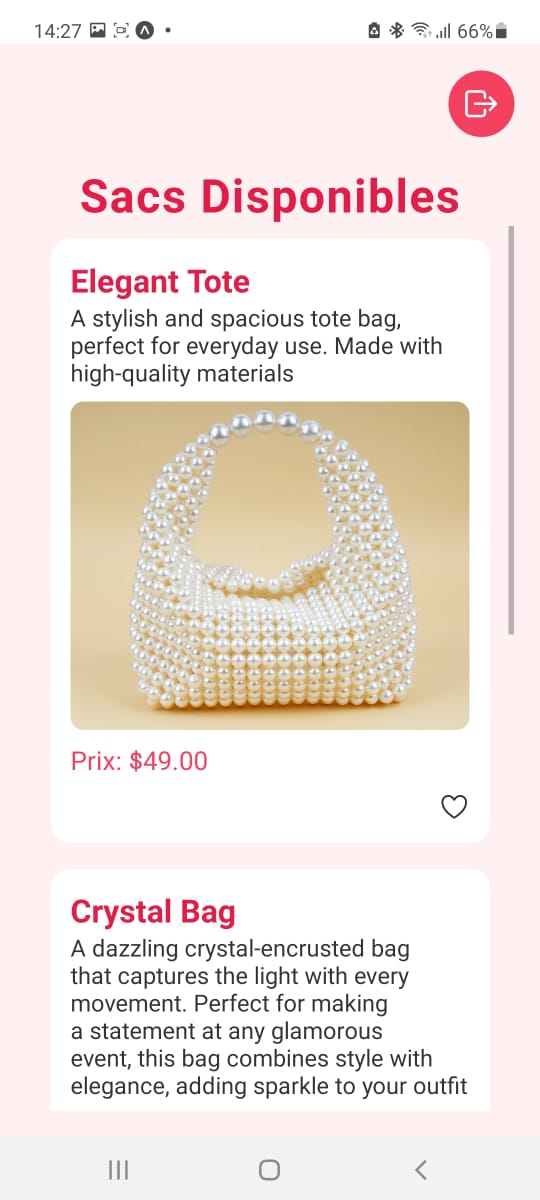 14:27
66%
Sacs Disponibles
Elegant Tote
A stylish and spacious tote bag,
perfect for everyday use. Made with
high-quality materials
Prix: $49.00
Crystal Bag
A dazzling crystal-encrusted bag
that captures the light with every
movement. Perfect for making
a statement at any glamorous
event, this bag combines style with
elegance, adding sparkle to your outfit